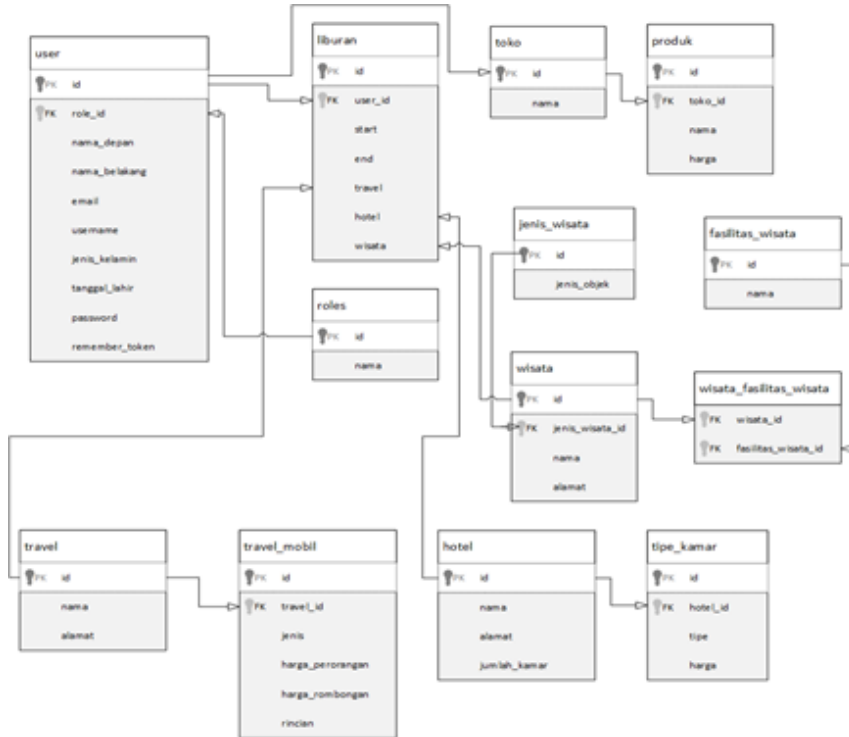 user
PK id
FK role_id
nama_depan
nama_belakang
email
username
jenis_kelamin
tanggal_lahir
password
remember_token
liburan
PK id
FK user_id
start
end
travel
hotel
wisata
toko
PK id
nama
produk
PK id
FK toko_id
nama
harga
jenis_wisata
PK id
jenis_objek
fasilitas_wisata
PK id
nama
roles
PK id
nama
wisata
PK id
FK jenis_wisata_id
nama
alamat
wisata_fasilitas_wisata
FK wisata_id
FK fasilitas_wisata_id
travel
PK id
nama
alamat
travel_mobil
PK id
FK travel_id
jenis
harga_perorangan
harga_rombongan
rincian
hotel
PK id
nama
alamat
jumlah_kamar
tipe_kamar
PK id
FK hotel_id
tipe
harga